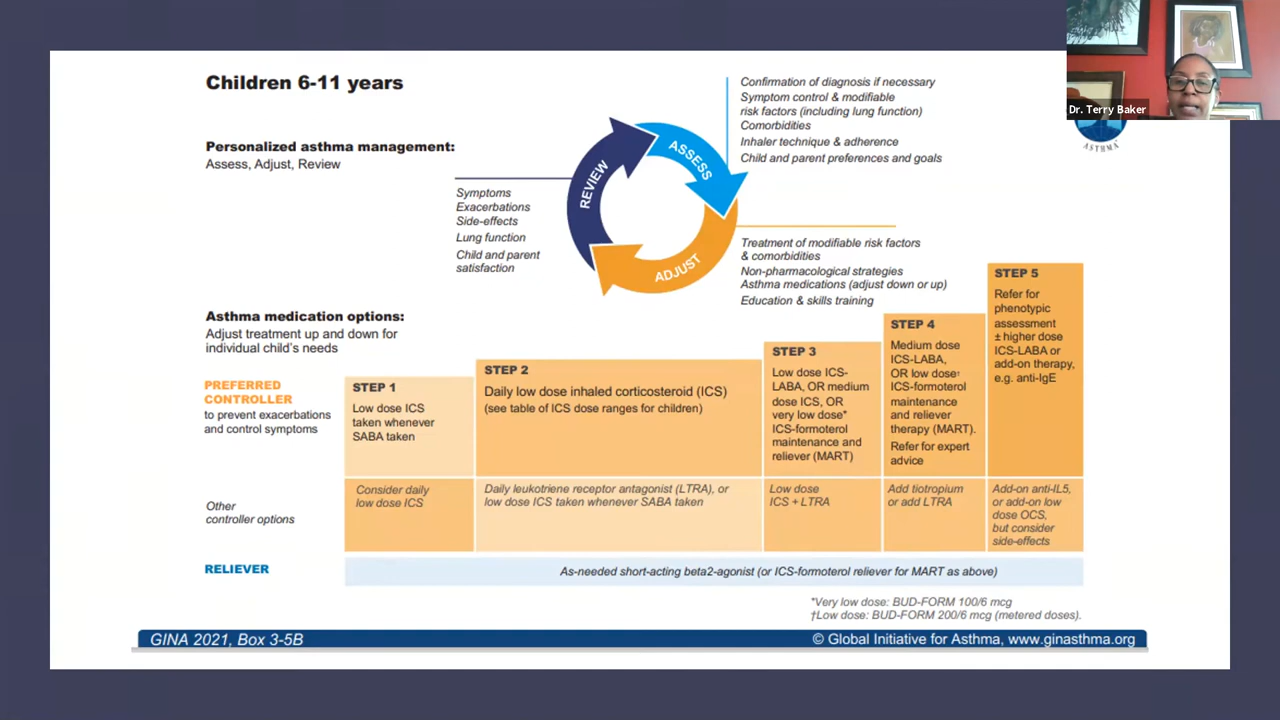 Dr. Terry Baker
ASTHMA
Children 6-11 years
Personalized asthma management:
Assess, Adjust, Review
Confirmation of diagnosis if necessary
Symptom control & modifiable
risk factors (including lung function)
Comorbidities
Inhaler technique & adherence
Child and parent preferences and goals
REVIEW
ASSESS
ADJUST
Symptoms
Exacerbations
Side-effects
Lung function
Child and parent
satisfaction
Treatment of modifiable risk factors
& comorbidities
Non-pharmacological strategies
Asthma medications (adjust down or up)
Education & skills training
Asthma medication options:
Adjust treatment up and down for
individual child's needs
PREFERRED
CONTROLLER
to prevent exacerbations
and control symptoms
STEP 1
Low dose ICS
taken whenever
SABA taken
STEP 2
Daily low dose inhaled corticosteroid (ICS)
(see table of ICS dose ranges for children)
STEP 3
Low dose ICS-
LABA, OR medium
dose ICS, OR
very low dose*
ICS-formoterol
maintenance and
reliever (MART)
STEP 4
Medium dose
ICS-LABA,
OR low dose†
ICS-formoterol
maintenance
and reliever
therapy (MART).
Refer for expert
advice
STEP 5
Refer for
phenotypic
assessment
± higher dose
ICS-LABA or
add-on therapy,
e.g. anti-IgE
Other
controller options
Consider daily
low dose ICS
Daily leukotriene receptor antagonist (LTRA), or
low dose ICS taken whenever SABA taken
Low dose
ICS + LTRA
Add tiotropium
or add LTRA
Add-on anti-IL5,
or add-on low
dose OCS,
but consider
side-effects
RELIEVER
As-needed short-acting beta2-agonist (or ICS-formoterol reliever for MART as above)
*Very low dose: BUD-FORM 100/6 mcg
†Low dose: BUD-FORM 200/6 mcg (metered doses).
GINA 2021, Box 3-5B
© Global Initiative for Asthma, www.ginasthma.org